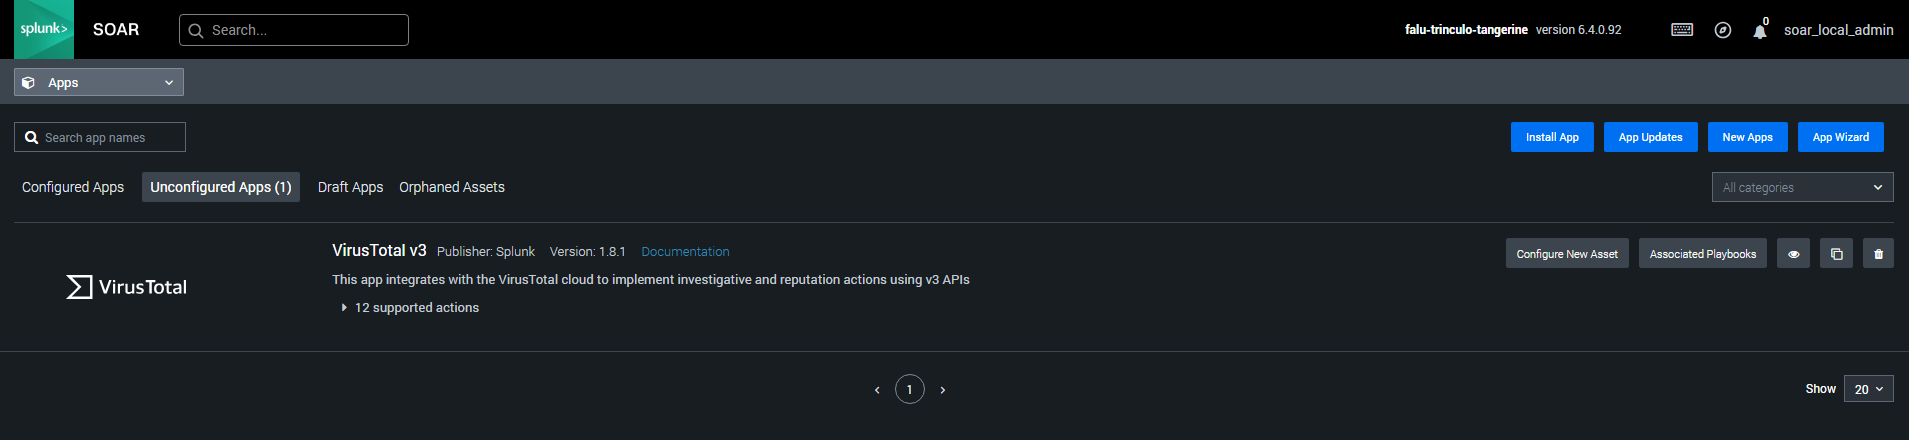 splunk> SOAR Search... falu-trinculo-tangerine version 6.4.0.92 0 soar_local_admin
Apps
Search app names Install App App Updates New Apps App Wizard
Configured Apps Unconfigured Apps (1) Draft Apps Orphaned Assets All categories
VirusTotal v3 Publisher: Splunk Version: 1.8.1 Documentation Configure New Asset Associated Playbooks
This app integrates with the VirusTotal cloud to implement investigative and reputation actions using v3 APIs
VirusTotal
12 supported actions
‹ 1 › Show 20